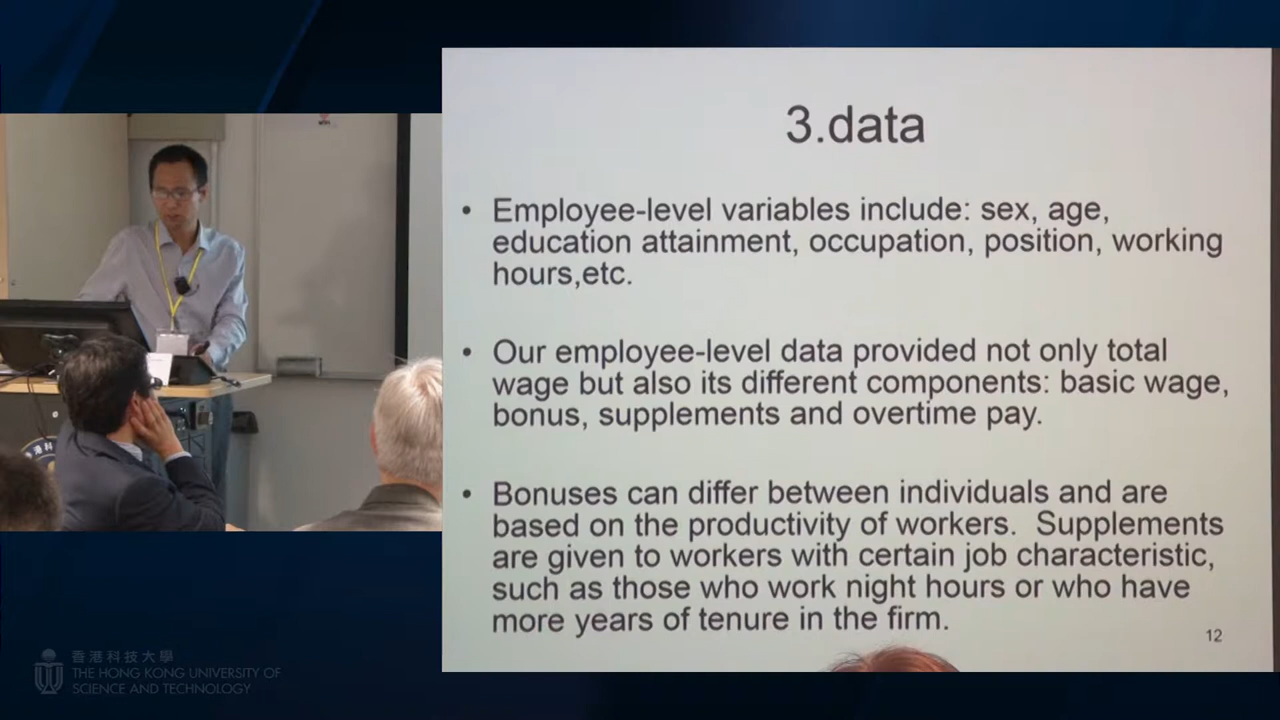 3.data
• Employee-level variables include: sex, age,
education attainment, occupation, position, working
hours,etc.
• Our employee-level data provided not only total
wage but also its different components: basic wage,
bonus, supplements and overtime pay.
• Bonuses can differ between individuals and are
based on the productivity of workers. Supplements
are given to workers with certain job characteristic,
such as those who work night hours or who have
more years of tenure in the firm.
12
香港科技大學
THE HONG KONG UNIVERSITY OF
SCIENCE AND TECHNOLOGY
香港科